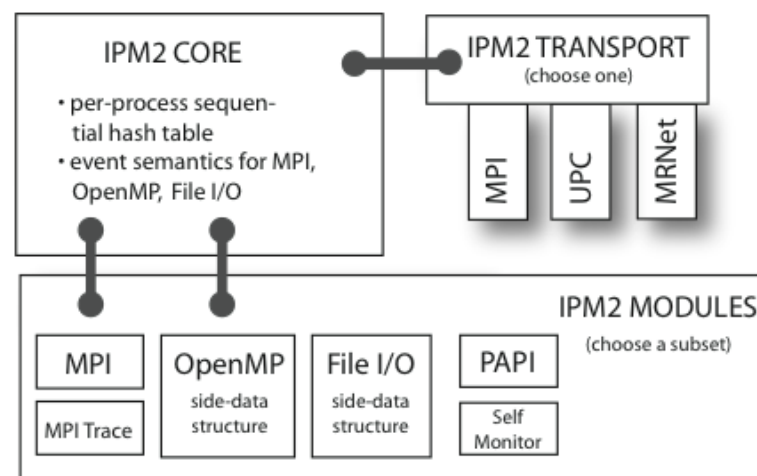 IPM2 CORE
• per-process sequen-
tial hash table
• event semantics for MPI,
OpenMP, File I/O
IPM2 TRANSPORT
(choose one)
MPI
UPC
MRNet
IPM2 MODULES
(choose a subset)
MPI
MPI Trace
OpenMP
side-data
structure
File I/O
side-data
structure
PAPI
Self
Monitor